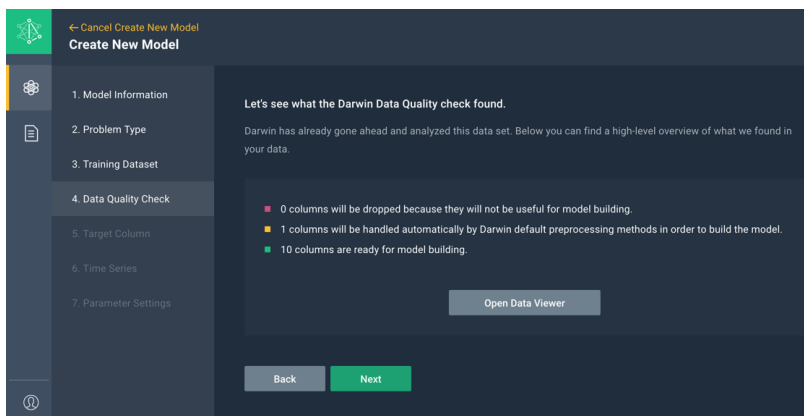 ← Cancel Create New Model
Create New Model
1. Model Information
2. Problem Type
3. Training Dataset
4. Data Quality Check
5. Target Column
6. Time Series
7. Parameter Settings
Let's see what the Darwin Data Quality check found.
Darwin has already gone ahead and analyzed this data set. Below you can find a high-level overview of what we found in
your data.
0 columns will be dropped because they will not be useful for model building.
1 columns will be handled automatically by Darwin default preprocessing methods in order to build the model.
10 columns are ready for model building.
Open Data Viewer
Back
Next